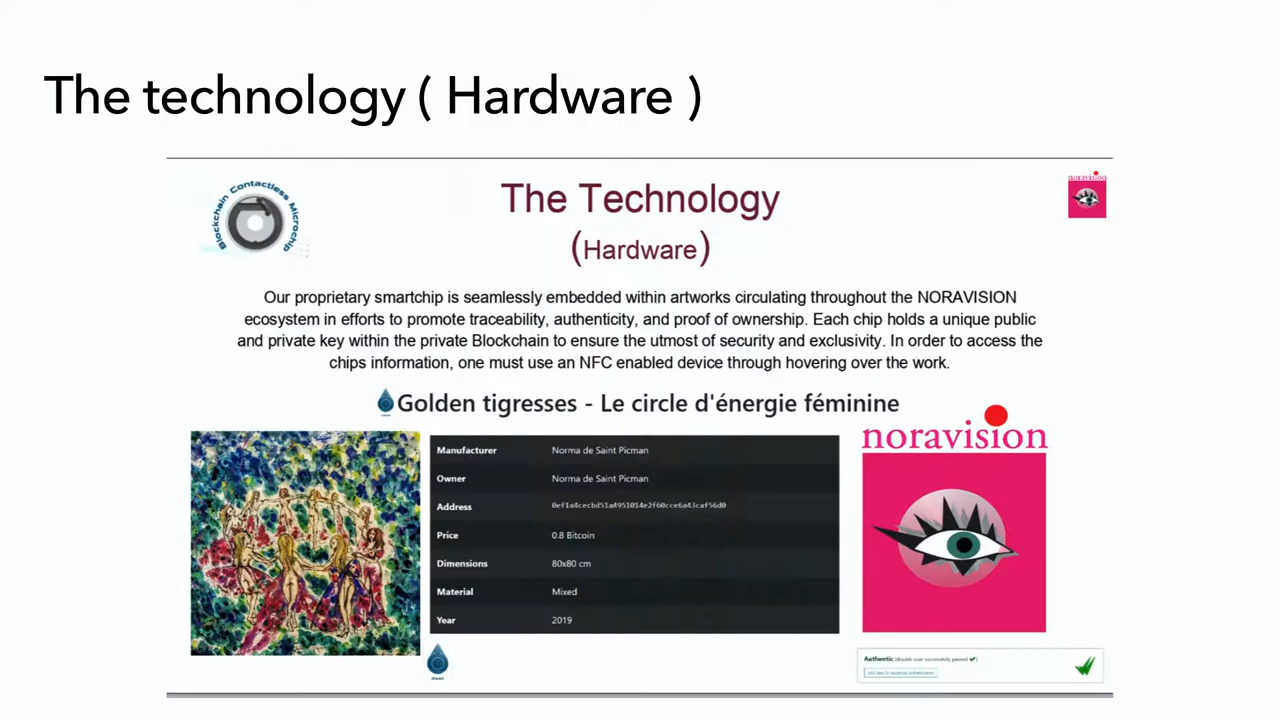 The technology ( Hardware )
Blockchain Contactless Microchip
The Technology
(Hardware)
noravision
Our proprietary smartchip is seamlessly embedded within artworks circulating throughout the NORAVISION
ecosystem in efforts to promote traceability, authenticity, and proof of ownership. Each chip holds a unique public
and private key within the private Blockchain to ensure the utmost of security and exclusivity. In order to access the
chips information, one must use an NFC enabled device through hovering over the work.
Golden tigresses - Le circle d'énergie féminine
Manufacturer Norma de Saint Picman
Owner Norma de Saint Picman
Address 0ef1a4cecbd51a4951014e2f60cce6a43caf56d0
Price 0.8 Bitcoin
Dimensions 80x80 cm
Material Mixed
Year 2019
noravision
Authentic (Double scan successfully passed ✔)